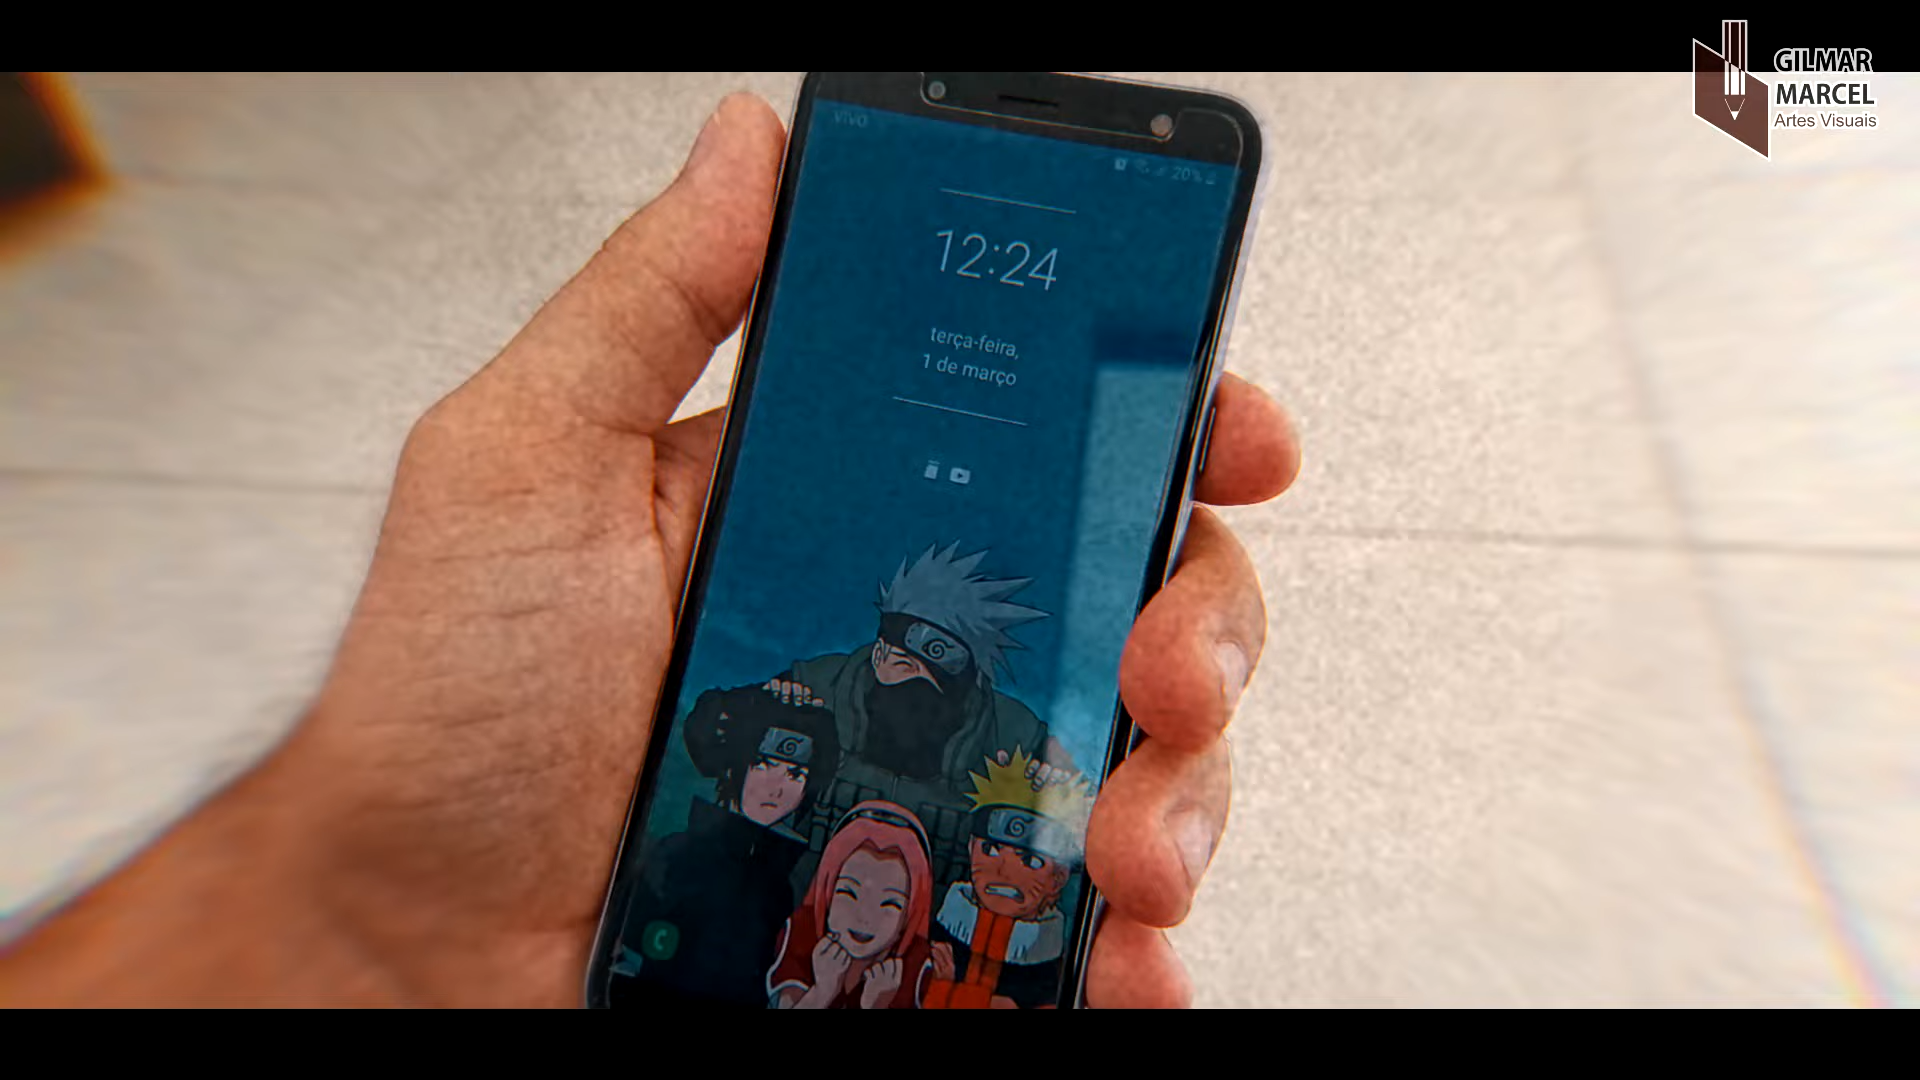 GILMAR
MARCEL
Artes Visuais
VIVO
20%
12:24
terça-feira,
1 de março